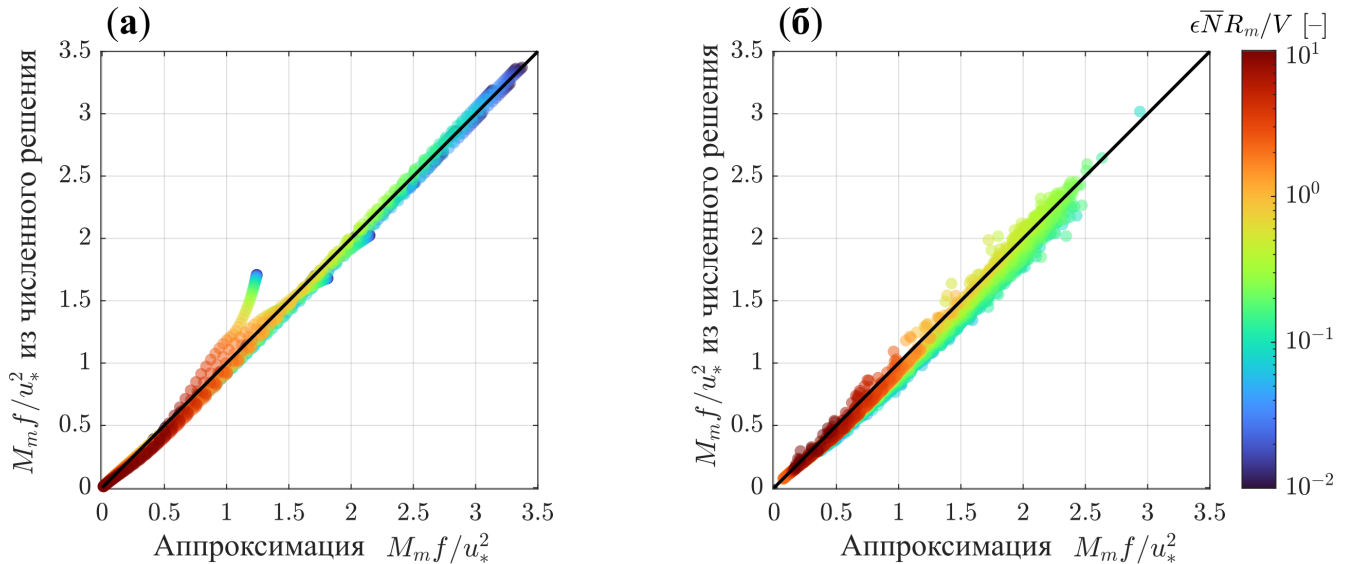 (а)
M_m f/u_*^2 из численного решения
3.5
3
2.5
2
1.5
1
0.5
0
0 0.5 1 1.5 2 2.5 3 3.5
Аппроксимация M_m f/u_*^2
(б)
M_m f/u_*^2 из численного решения
3.5
3
2.5
2
1.5
1
0.5
0
0 0.5 1 1.5 2 2.5 3 3.5
Аппроксимация M_m f/u_*^2
ϵN̅R_m/V [–]
10^1
10^0
10^{−1}
10^{−2}